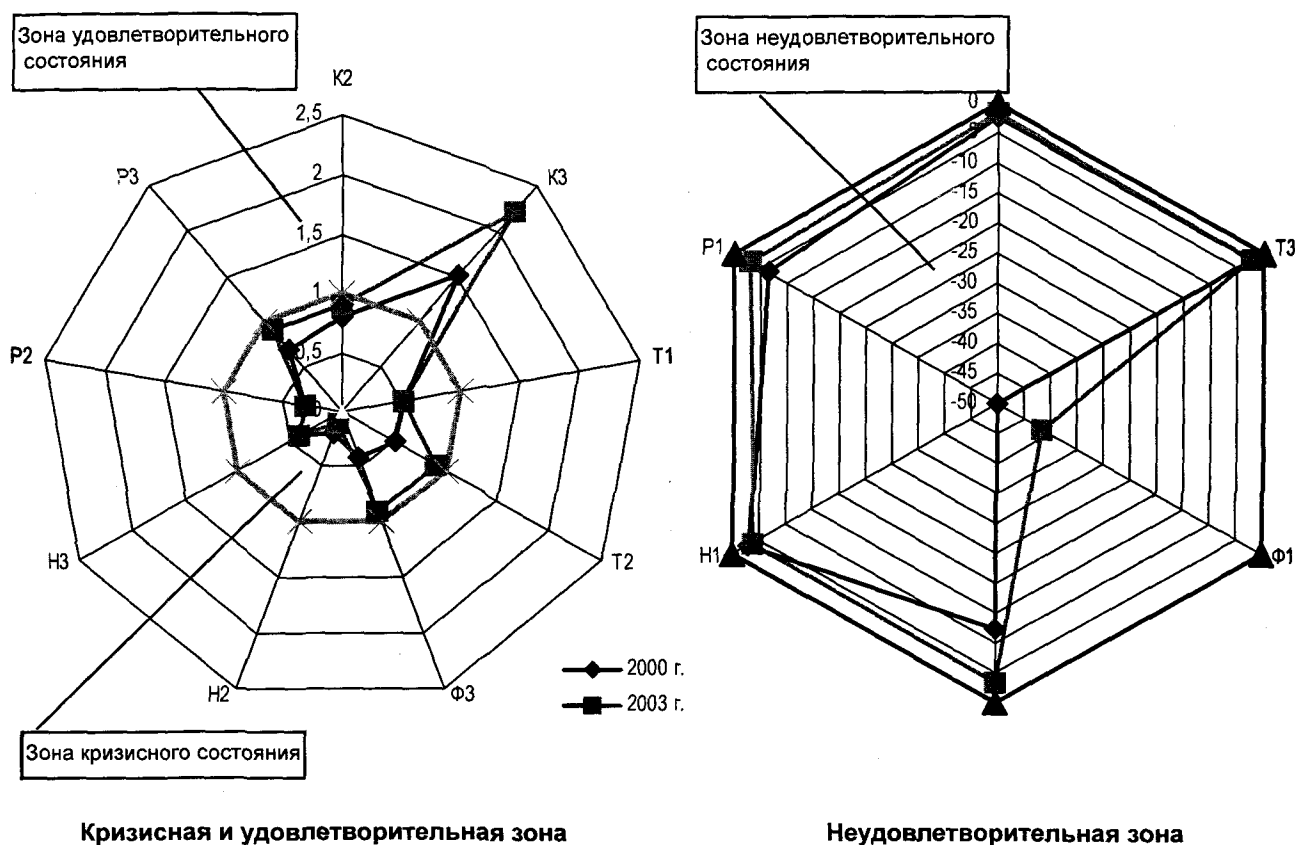 Зона удовлетворительного
состояния
К2
2,5
2
1,5
1
0,5
0
К3
Т1
Т2
Ф3
Н2
Н3
Р2
Р3
2000 г.
2003 г.
Зона кризисного состояния
Кризисная и удовлетворительная зона
Зона неудовлетворительного
состояния
0
-10
-15
-20
-25
-30
-35
-40
-45
-50
Т3
Ф1
Н1
Р1
Неудовлетворительная зона